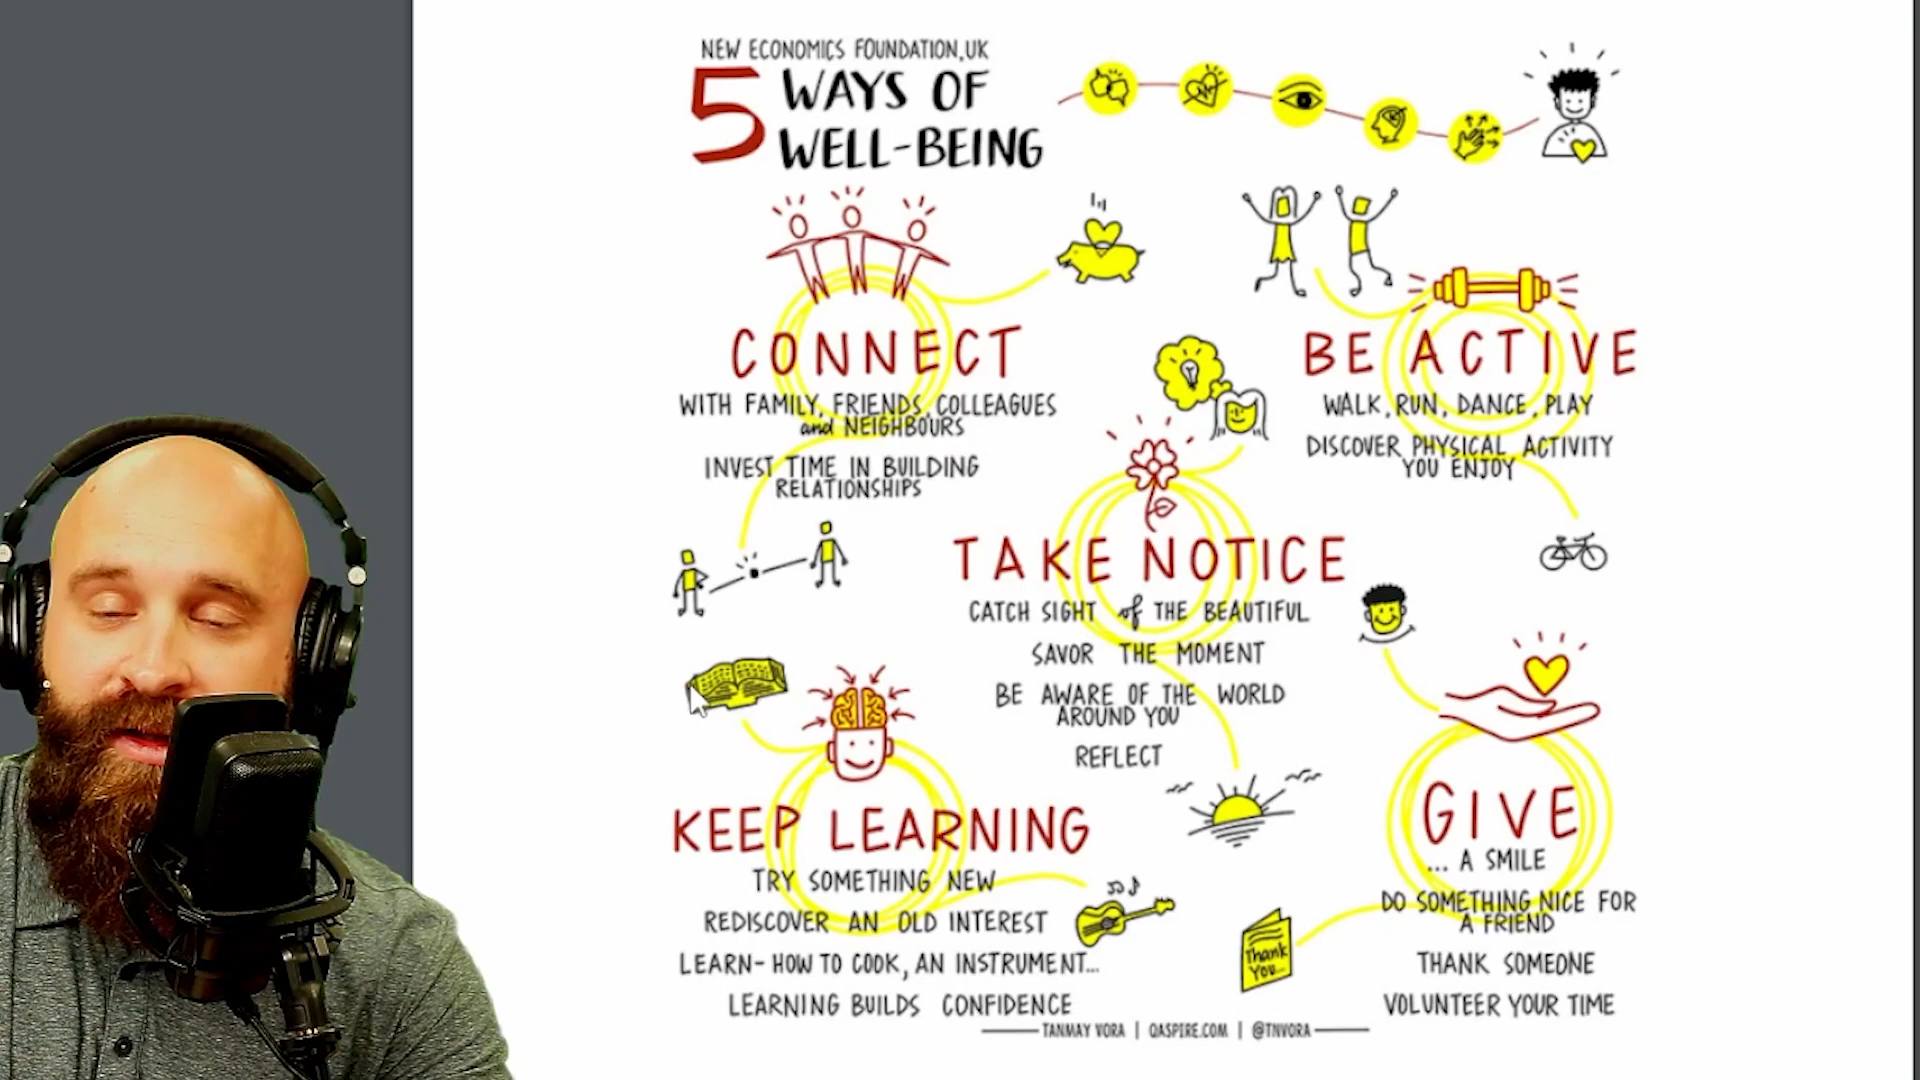 NEW ECONOMICS FOUNDATION, UK
5 WAYS OF
WELL-BEING
CONNECT
WITH FAMILY, FRIENDS, COLLEAGUES
and NEIGHBOURS
INVEST TIME IN BUILDING
RELATIONSHIPS
BE ACTIVE
WALK, RUN, DANCE, PLAY
DISCOVER PHYSICAL ACTIVITY
YOU ENJOY
TAKE NOTICE
CATCH SIGHT of THE BEAUTIFUL
SAVOR THE MOMENT
BE AWARE OF THE WORLD
AROUND YOU
REFLECT
KEEP LEARNING
TRY SOMETHING NEW
REDISCOVER AN OLD INTEREST
LEARN- HOW TO COOK, AN INSTRUMENT...
LEARNING BUILDS CONFIDENCE
GIVE
... A SMILE
DO SOMETHING NICE FOR
A FRIEND
THANK SOMEONE
VOLUNTEER YOUR TIME
Thank
You...
TANMAY VORA | QASPIRE.COM | @TNVORA